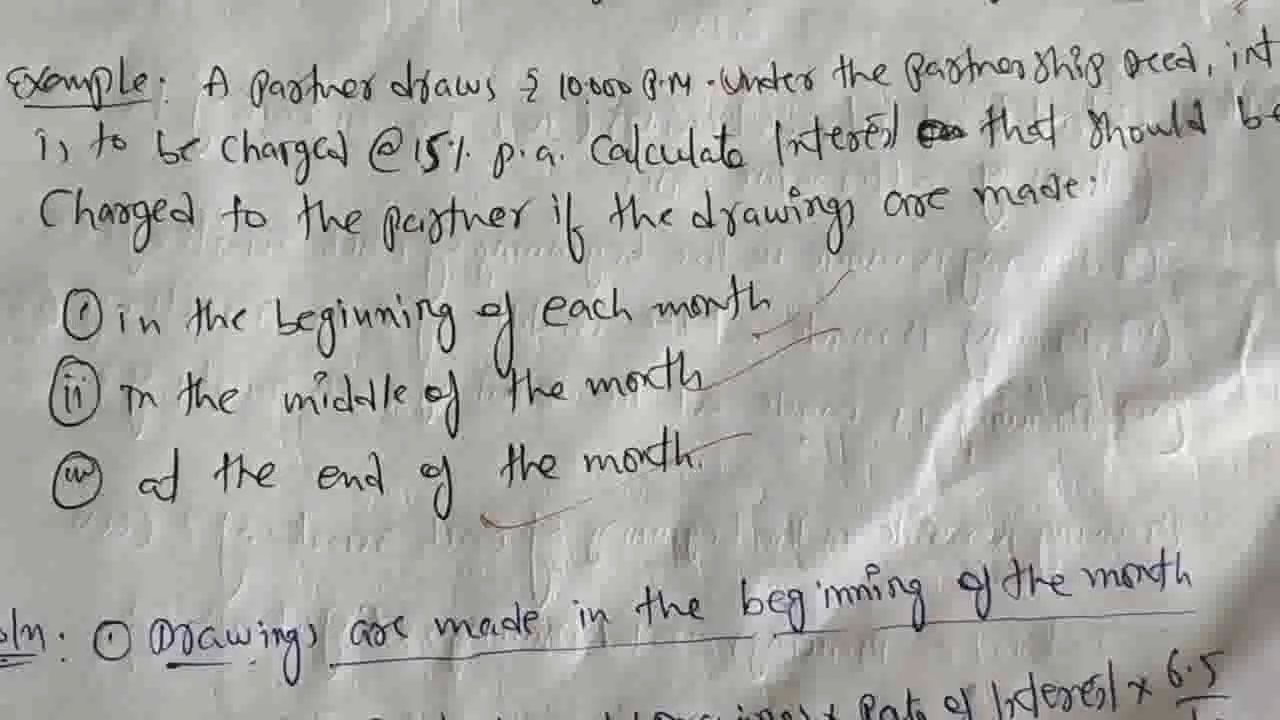 Example: A partner draws ₹ 10,000 P.M. Under the partnership Deed, int
is to be charged @ 15% p.a. Calculate Interest that should be
Charged to the partner if the drawings are made:
(i) in the beginning of each month
(ii) in the middle of the month
(iii) at the end of the month.
oln: (i) Drawings are made in the beginning of the month
Rate of Interest x 6.5